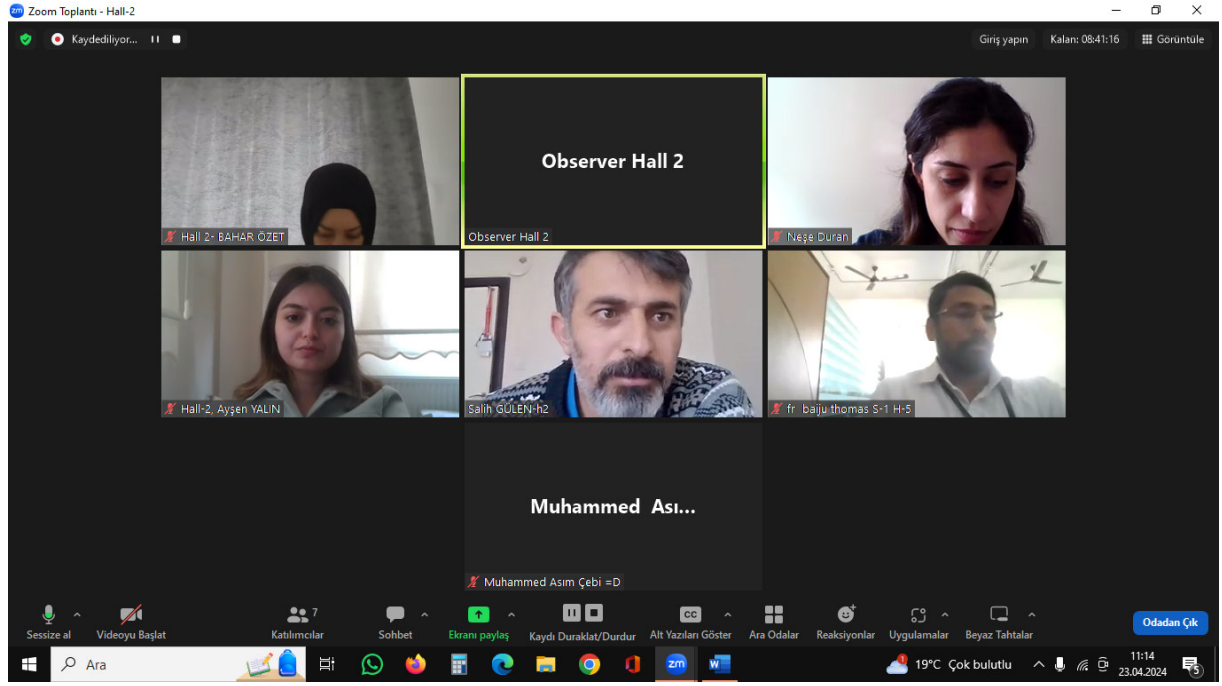 Zoom Toplantı - Hall-2
Kaydediliyor...
Giriş yapın
Kalan: 08:41:16
Görüntüle
Hall 2- BAHAR ÖZET
Observer Hall 2
Observer Hall 2
Neşe Duran
Hall-2, Ayşen YALIN
Salih GÜLEN-h2
fr baiju thomas S-1 H-5
Muhammed Ası...
Muhammed Asım Çebi =D
Sessize al
Videoyu Başlat
7
Katılımcılar
Sohbet
Ekranı paylaş
Kaydı Duraklat/Durdur
CC
Alt Yazıları Göster
Ara Odalar
Reaksiyonlar
Uygulamalar
Beyaz Tahtalar
Odadan Çık
Ara
zm
W
1
19°C Çok bulutlu
11:14
23.04.2024
5